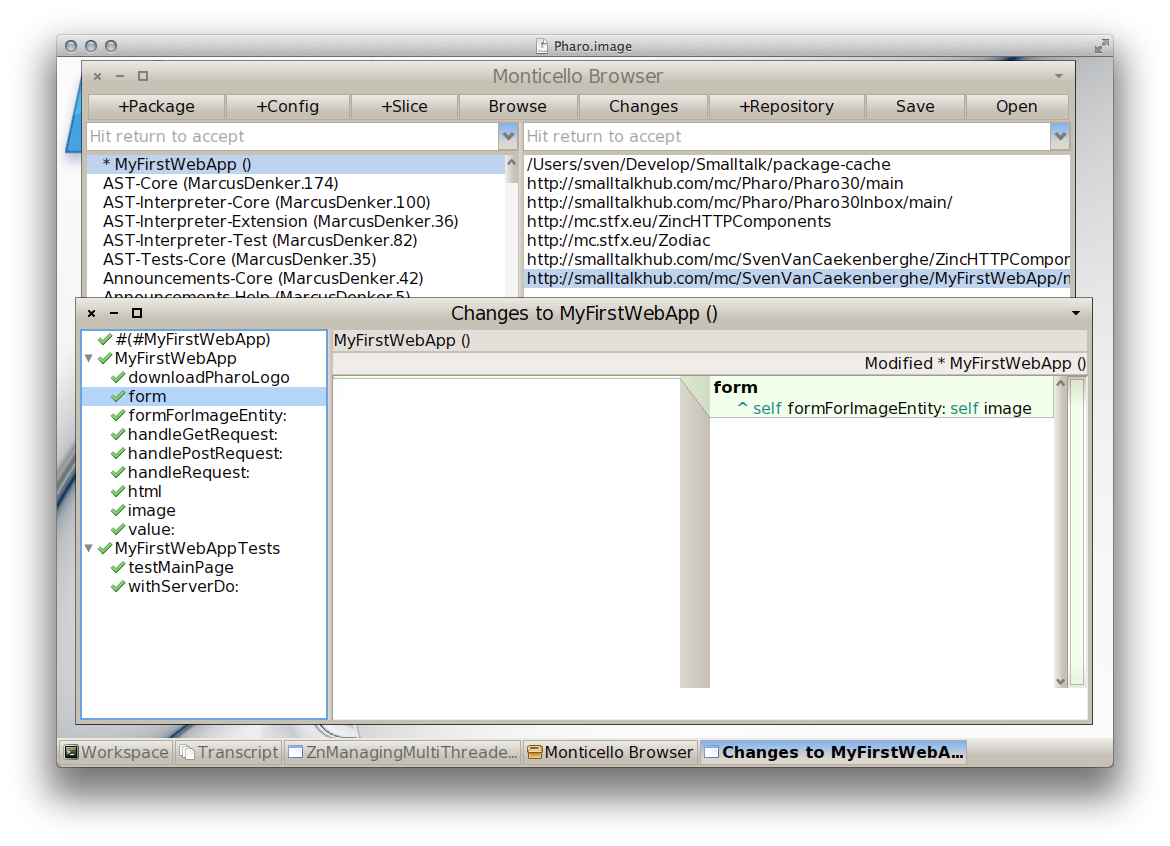 Pharo.image
Monticello Browser
+Package
+Config
+Slice
Browse
Changes
+Repository
Save
Open
Hit return to accept
Hit return to accept
* MyFirstWebApp ()
AST-Core (MarcusDenker.174)
AST-Interpreter-Core (MarcusDenker.100)
AST-Interpreter-Extension (MarcusDenker.36)
AST-Interpreter-Test (MarcusDenker.82)
AST-Tests-Core (MarcusDenker.35)
Announcements-Core (MarcusDenker.42)
Announcements-Help (MarcusDenker.5)
/Users/sven/Develop/Smalltalk/package-cache
http://smalltalkhub.com/mc/Pharo/Pharo30/main
http://smalltalkhub.com/mc/Pharo/Pharo30Inbox/main/
http://mc.stfx.eu/ZincHTTPComponents
http://mc.stfx.eu/Zodiac
http://smalltalkhub.com/mc/SvenVanCaekenberghe/ZincHTTPCompor
http://smalltalkhub.com/mc/SvenVanCaekenberghe/MyFirstWebApp/
Changes to MyFirstWebApp ()
#(#MyFirstWebApp)
MyFirstWebApp
downloadPharoLogo
form
formForImageEntity:
handleGetRequest:
handlePostRequest:
handleRequest:
html
image
value:
MyFirstWebAppTests
testMainPage
withServerDo:
MyFirstWebApp ()
Modified * MyFirstWebApp ()
form
^ self formForImageEntity: self image
Workspace
Transcript
ZnManagingMultiThreade...
Monticello Browser
Changes to MyFirstWebA...